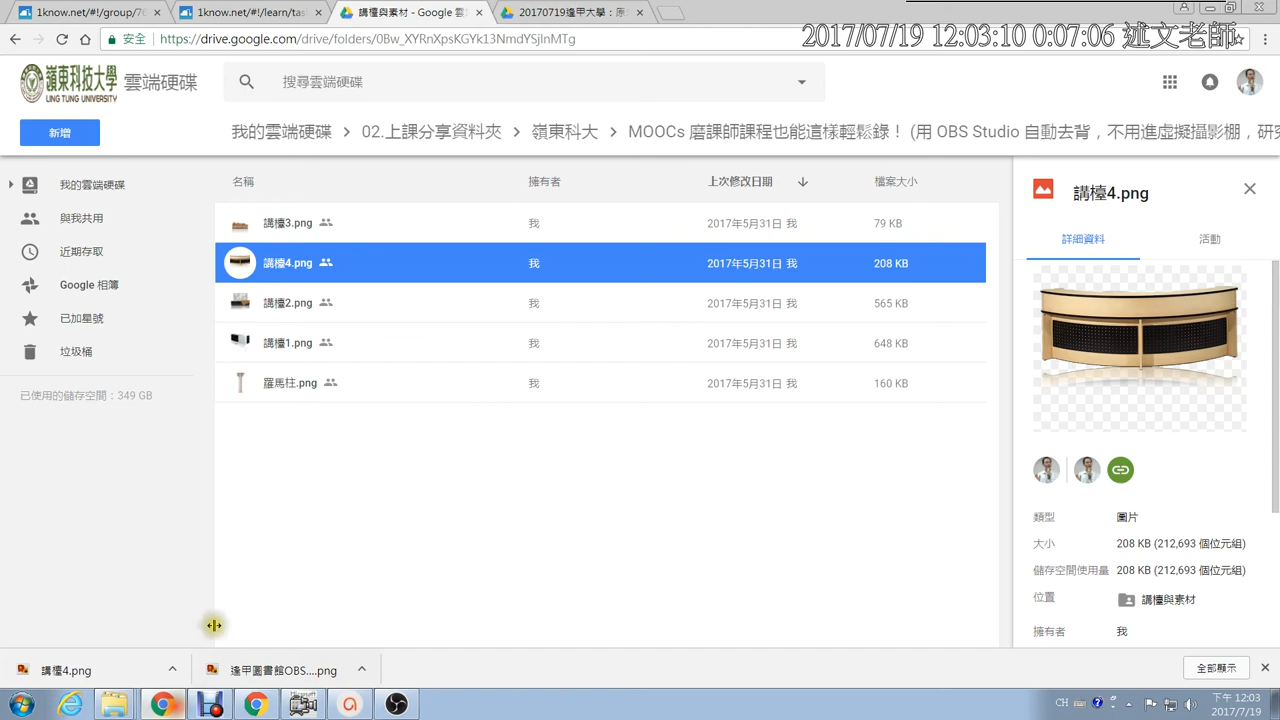 1know.net/#!/group/76
1know.net/#!/learn/task
講檯與素材 - Google 雲端
20170719逢甲大學：原
安全
https://drive.google.com/drive/folders/0Bw_XYRnXpsKGYk13NmdYSjlnMTg
2017/07/19 12:03:10 0:07:06 述文老師
嶺東科技大學
LING TUNG UNIVERSITY
雲端硬碟
搜尋雲端硬碟
新增
我的雲端硬碟 > 02.上課分享資料夾 > 嶺東科大 > MOOCs 磨課師課程也能這樣輕鬆錄！ (用 OBS Studio 自動去背，不用進虛擬攝影棚，研
我的雲端硬碟
與我共用
近期存取
Google 相簿
已加星號
垃圾桶
已使用的儲存空間：349 GB
名稱 擁有者 上次修改日期 檔案大小
講檯3.png 我 2017年5月31日 我 79 KB
講檯4.png 我 2017年5月31日 我 208 KB
講檯2.png 我 2017年5月31日 我 565 KB
講檯1.png 我 2017年5月31日 我 648 KB
羅馬柱.png 我 2017年5月31日 我 160 KB
講檯4.png
詳細資料 活動
類型 圖片
大小 208 KB (212,693 個位元組)
儲存空間使用量 208 KB (212,693 個位元組)
位置 講檯與素材
擁有者 我
講檯4.png
逢甲圖書館OBS....png
全部顯示
CH
下午 12:03
2017/7/19